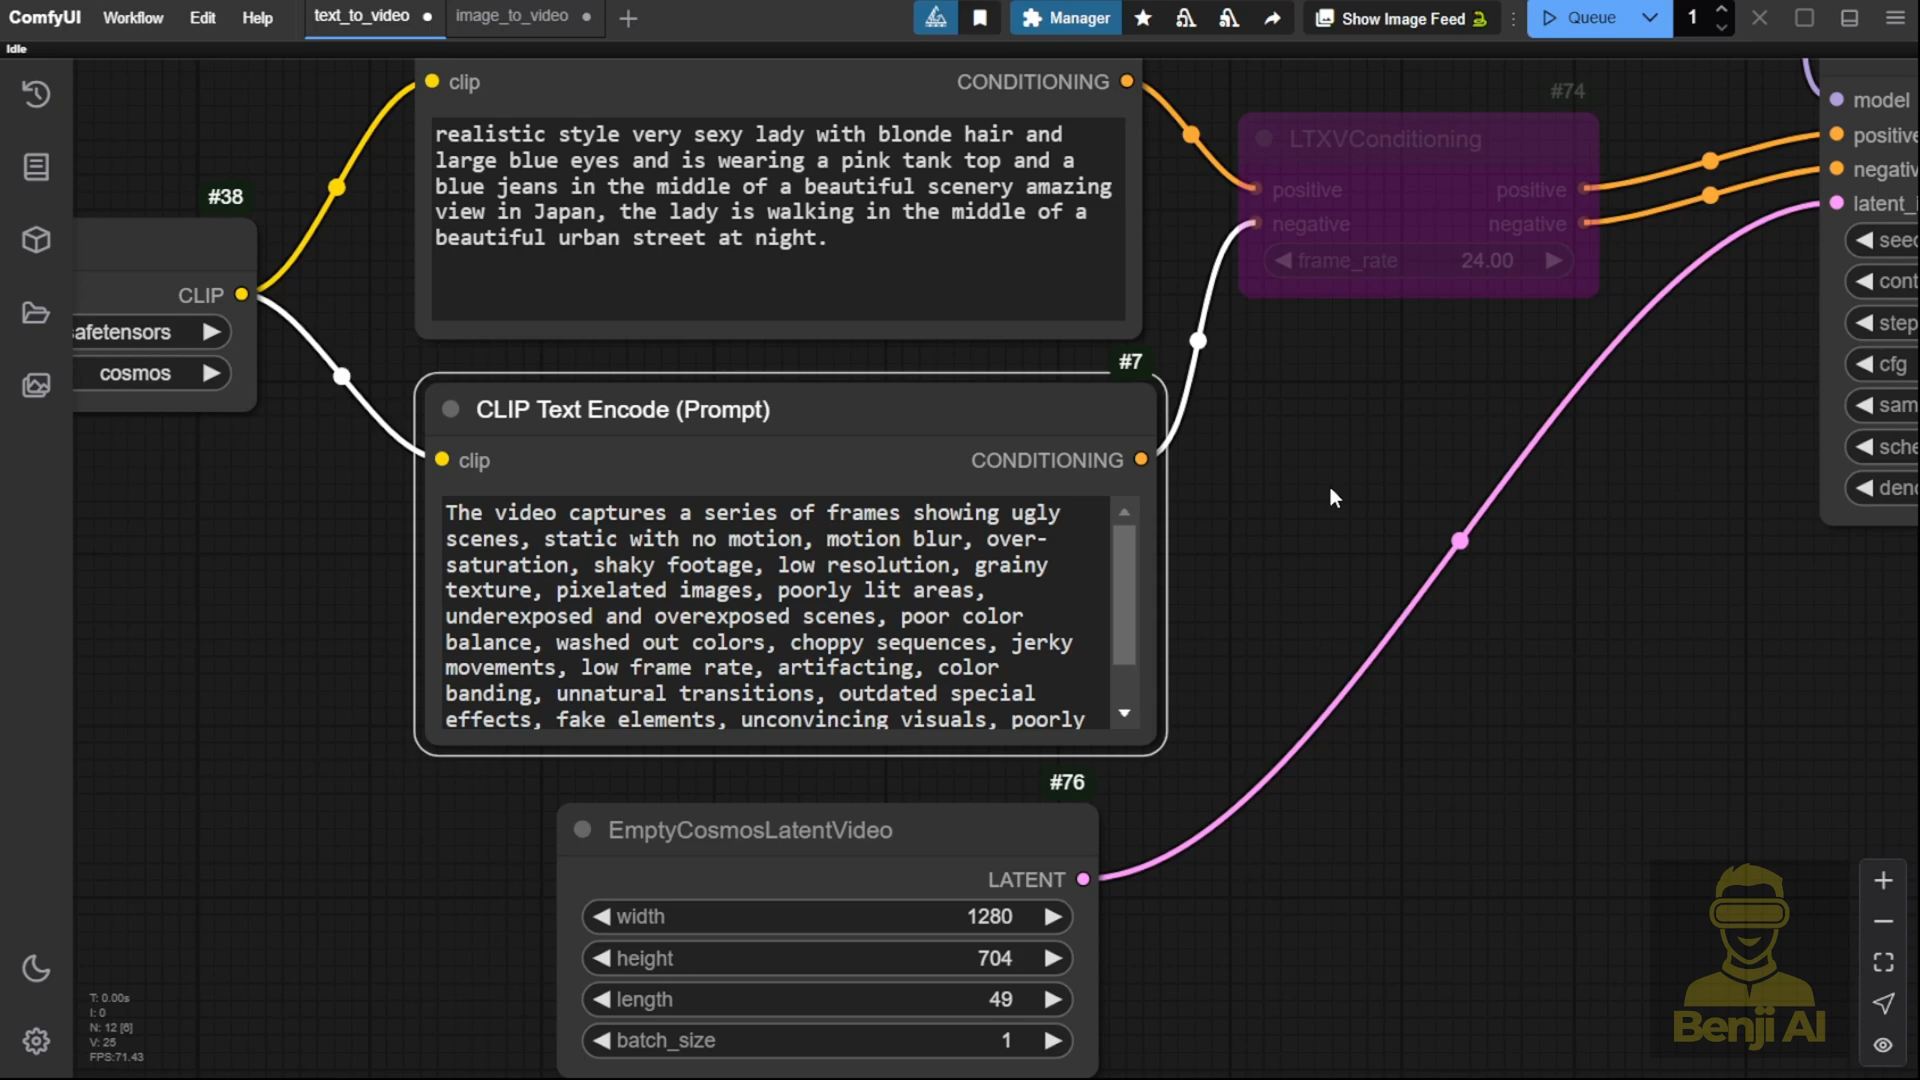 ComfyUI Workflow Edit Help text_to_video image_to_video Manager Show Image Feed Queue 1
Idle
#74
clip CONDITIONING
model
realistic style very sexy lady with blonde hair and
large blue eyes and is wearing a pink tank top and a
blue jeans in the middle of a beautiful scenery amazing
view in Japan, the lady is walking in the middle of a
beautiful urban street at night.
LTXVConditioning
positive positive
negative negative
frame_rate 24.00
positive
negativ
latent_i
seed
cont
step
cfg
sam
sche
deno
#38
CLIP
safetensors
cosmos
#7
CLIP Text Encode (Prompt)
clip CONDITIONING
The video captures a series of frames showing ugly
scenes, static with no motion, motion blur, over-
saturation, shaky footage, low resolution, grainy
texture, pixelated images, poorly lit areas,
underexposed and overexposed scenes, poor color
balance, washed out colors, choppy sequences, jerky
movements, low frame rate, artifacting, color
banding, unnatural transitions, outdated special
effects, fake elements, unconvincing visuals, poorly
#76
EmptyCosmosLatentVideo
LATENT
width 1280
height 704
length 49
batch_size 1
T: 0.00s
I: 0
N: 12 [6]
V: 25
FPS:71.43
Benji AI